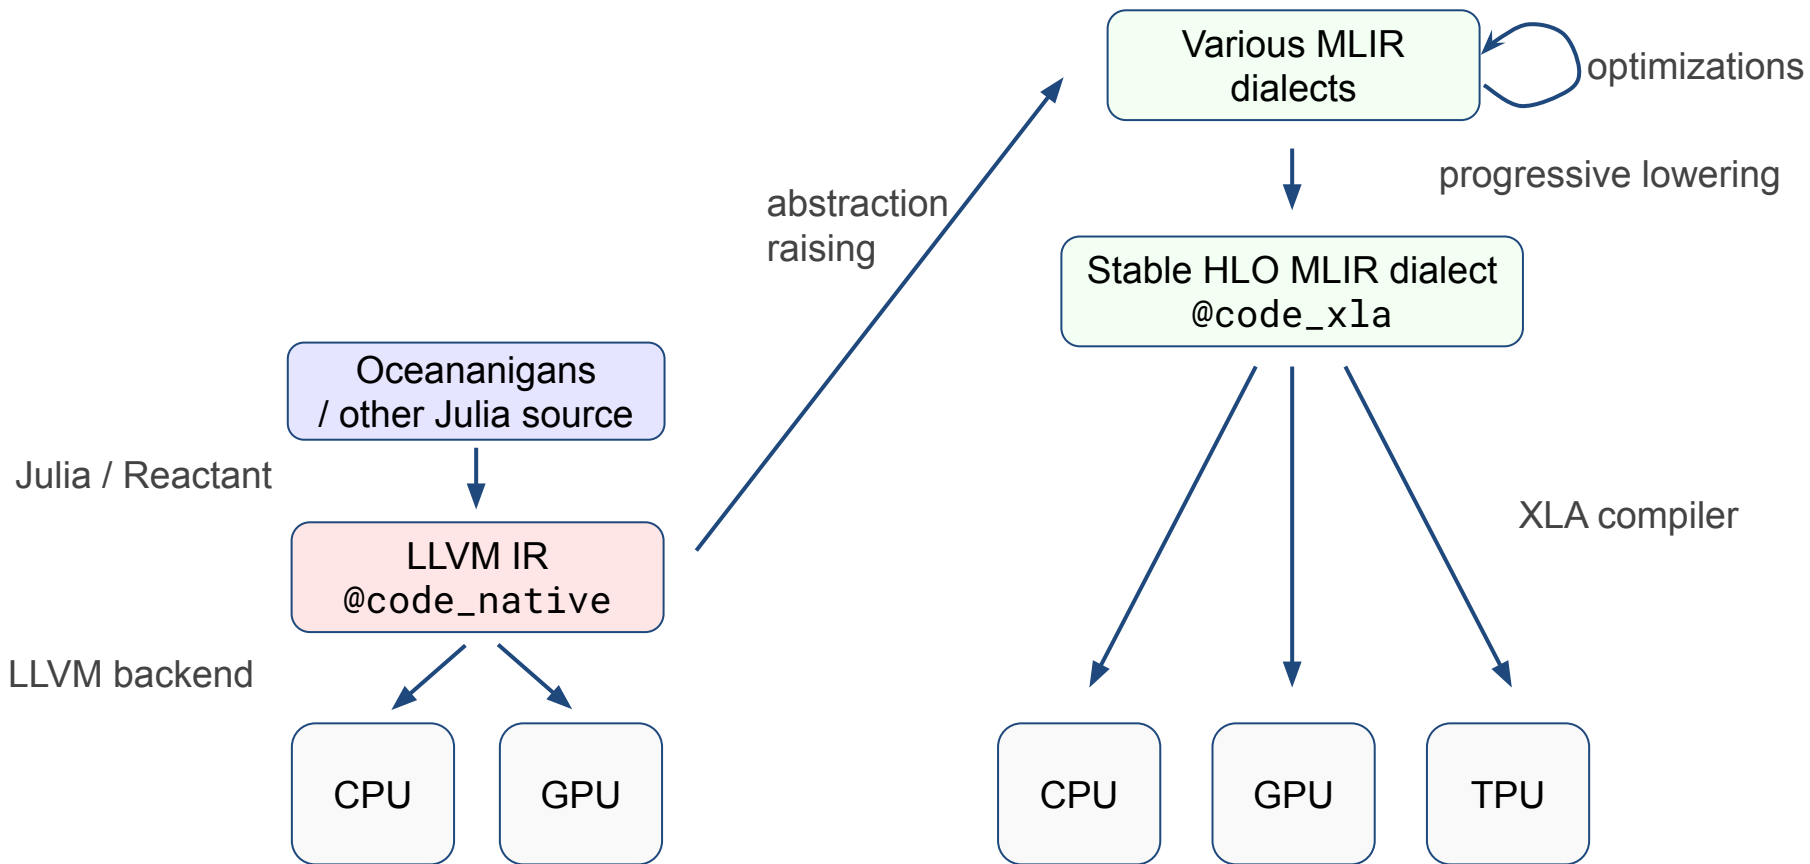 Various MLIR
dialects
optimizations
progressive lowering
abstraction
raising
Stable HLO MLIR dialect
@code_xla
Oceananigans
/ other Julia source
Julia / Reactant
LLVM IR
@code_native
XLA compiler
LLVM backend
CPU
GPU
CPU
GPU
TPU